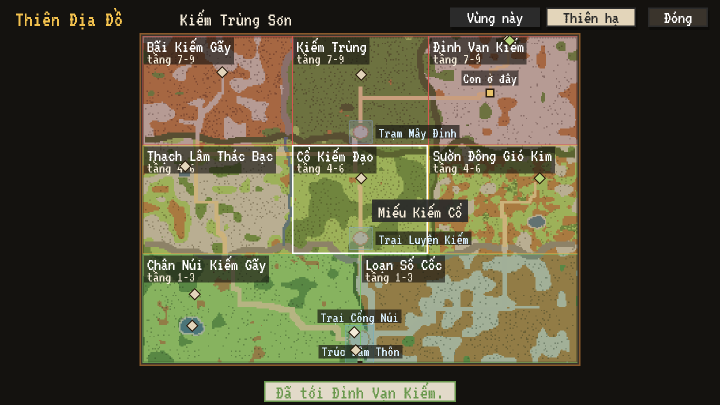 Thiên Địa Đồ
Kiếm Trủng Sơn
Vùng này
Thiên hạ
Đóng
Bãi Kiếm Gãy
tầng 7-9
Kiếm Trủng
tầng 7-9
Đỉnh Vạn Kiếm
tầng 7-9
Con ở đây
Trạm Mây Đỉnh
Thạch Lâm Thác Bạc
tầng 4-6
Cổ Kiếm Đạo
tầng 4-6
Sườn Đông Gió Kim
tầng 4-6
Miếu Kiếm Cổ
Trại Luyện Kiếm
Chân Núi Kiếm Gãy
tầng 1-3
Loạn Số Cốc
tầng 1-3
Trại Cổng Núi
Trúc Lâm Thôn
Đã tới Đỉnh Vạn Kiếm.